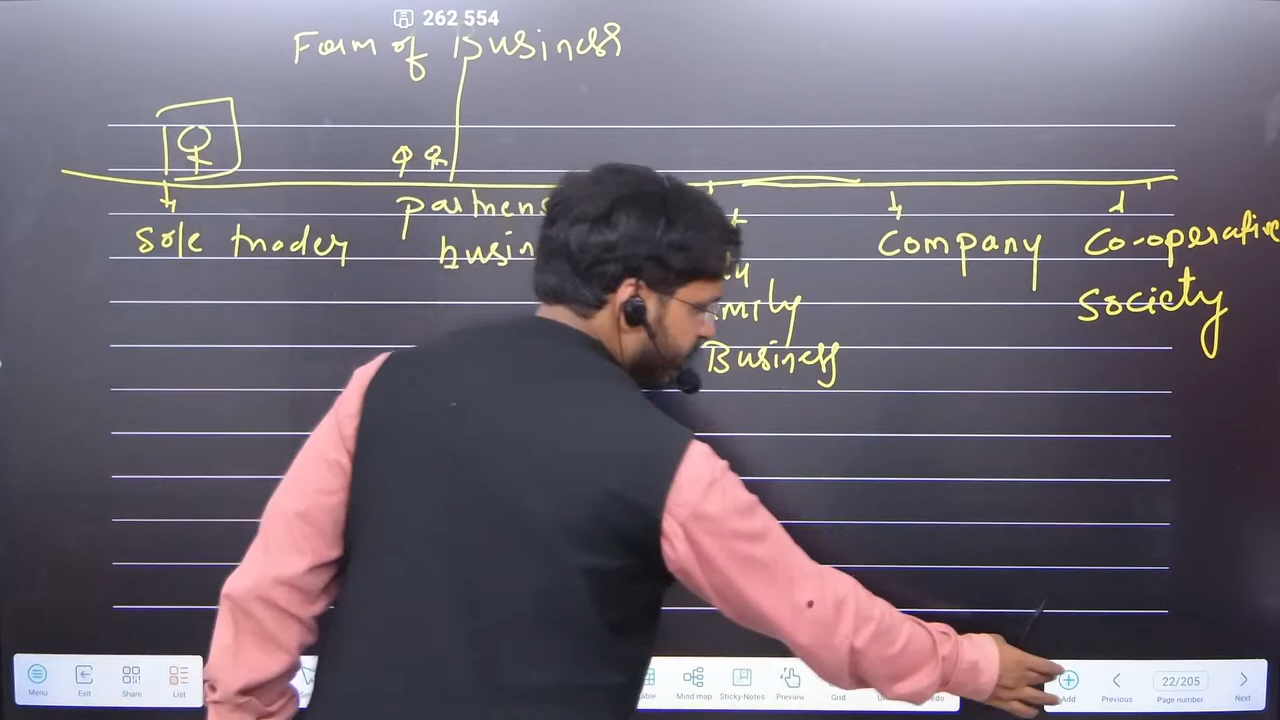 262 554
Form of Business
Sole trader
partners
busin
mily
Business
Company
Co-operative
Society
Menu
Exit
Share
List
Mind map
Sticky-Notes
Preview
Grid
Add
Previous
22/205
Page number
Next